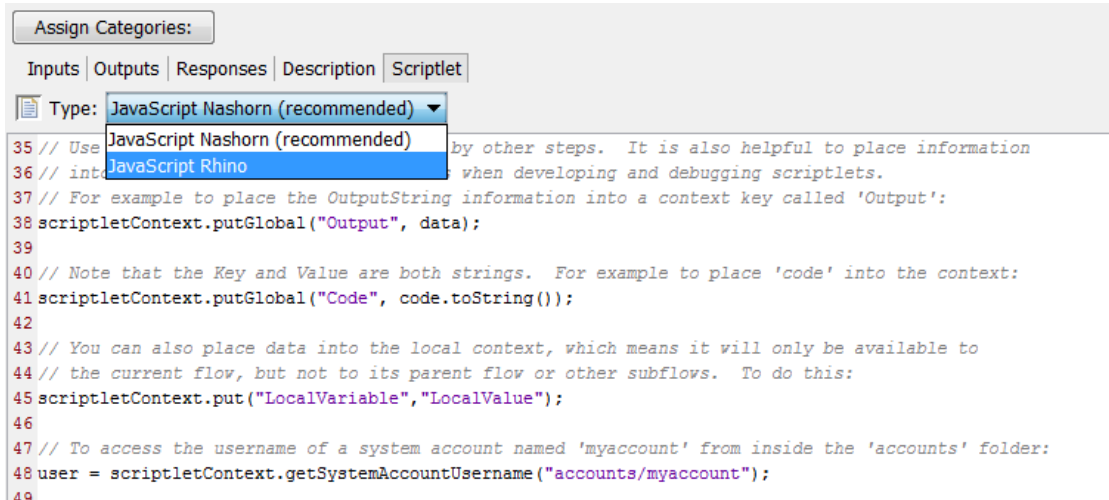 Assign Categories:
Inputs Outputs Responses Description Scriptlet
Type: JavaScript Nashorn (recommended)
JavaScript Nashorn (recommended)
JavaScript Rhino
35 // Use by other steps. It is also helpful to place information
36 // into s when developing and debugging scriptlets.
37 // For example to place the OutputString information into a context key called 'Output':
38 scriptletContext.putGlobal("Output", data);
39
40 // Note that the Key and Value are both strings. For example to place 'code' into the context:
41 scriptletContext.putGlobal("Code", code.toString());
42
43 // You can also place data into the local context, which means it will only be available to
44 // the current flow, but not to its parent flow or other subflows. To do this:
45 scriptletContext.put("LocalVariable","LocalValue");
46
47 // To access the username of a system account named 'myaccount' from inside the 'accounts' folder:
48 user = scriptletContext.getSystemAccountUsername("accounts/myaccount");
49